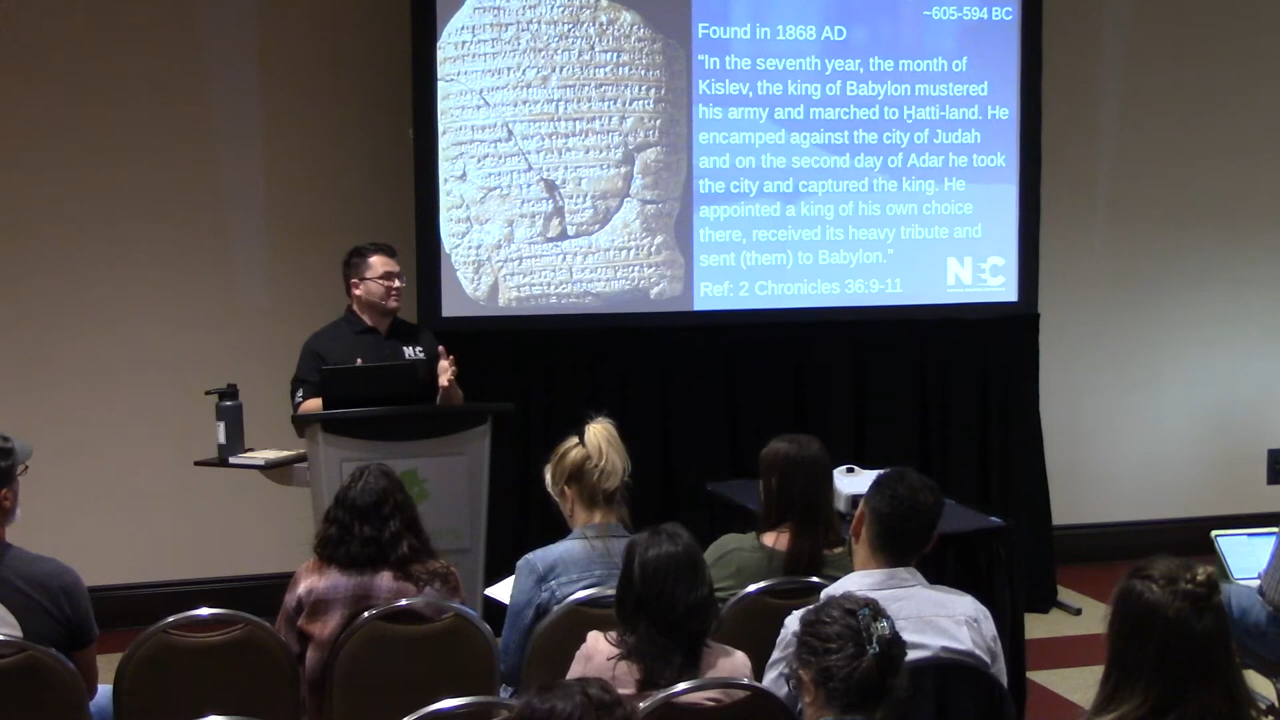 ~605-594 BC
Found in 1868 AD
“In the seventh year, the month of
Kislev, the king of Babylon mustered
his army and marched to Ḫatti-land. He
encamped against the city of Judah
and on the second day of Adar he took
the city and captured the king. He
appointed a king of his own choice
there, received its heavy tribute and
sent (them) to Babylon.”
Ref: 2 Chronicles 36:9-11
NC
NC